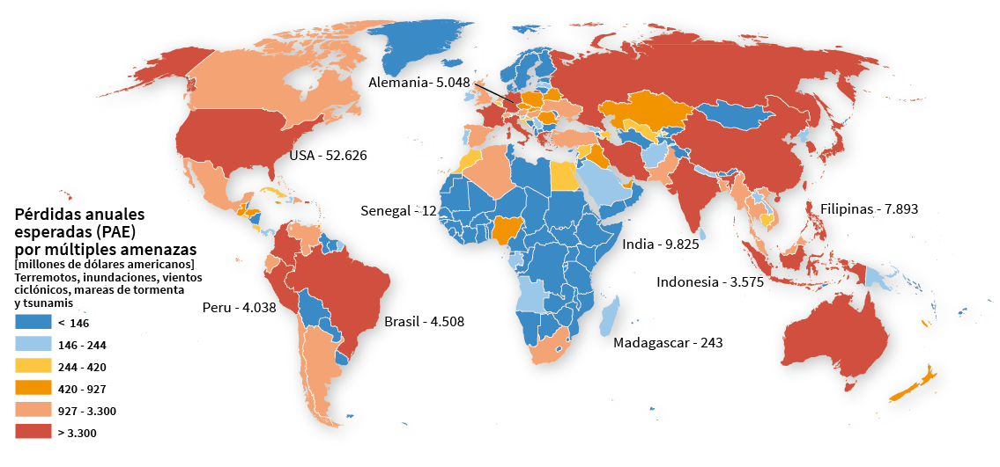 Alemania- 5.048
USA - 52.626
Senegal - 12
Filipinas - 7.893
India - 9.825
Indonesia - 3.575
Peru - 4.038
Brasil - 4.508
Madagascar - 243
Pérdidas anuales
esperadas (PAE)
por múltiples amenazas
[millones de dólares americanos]
Terremotos, inundaciones, vientos
ciclónicos, mareas de tormenta
y tsunamis
< 146
146 - 244
244 - 420
420 - 927
927 - 3.300
> 3.300